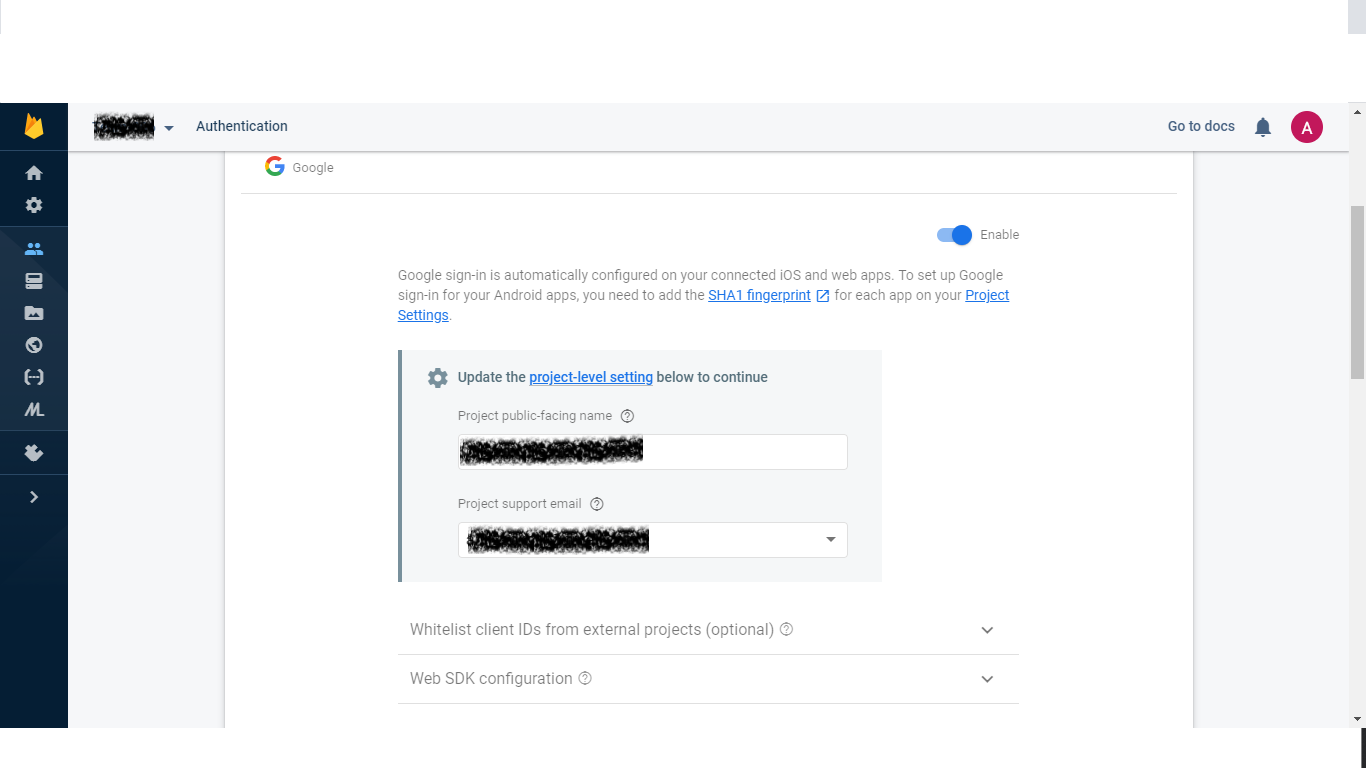 Authentication
Go to docs
A
Google
Enable
Google sign-in is automatically configured on your connected iOS and web apps. To set up Google
sign-in for your Android apps, you need to add the SHA1 fingerprint for each app on your Project
Settings.
Update the project-level setting below to continue
Project public-facing name
Project support email
Whitelist client IDs from external projects (optional)
Web SDK configuration